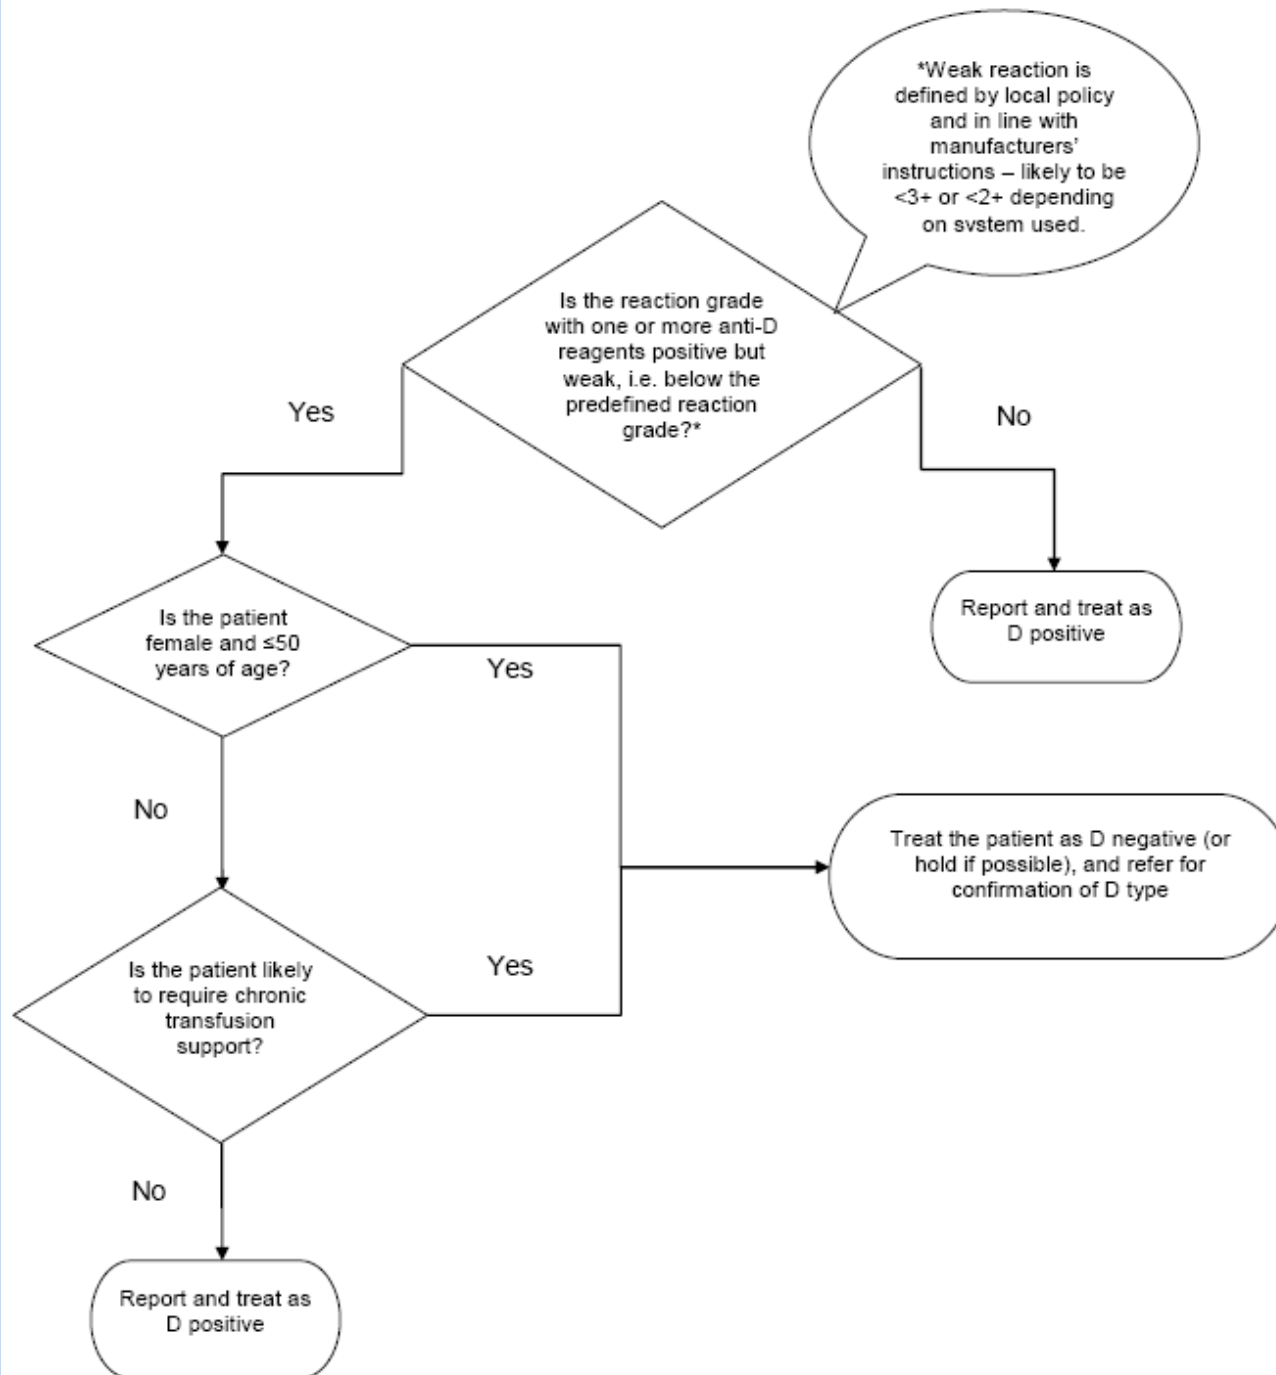 *Weak reaction is
defined by local policy
and in line with
manufacturers'
instructions – likely to be
<3+ or <2+ depending
on system used.
Is the reaction grade
with one or more anti-D
reagents positive but
weak, i.e. below the
predefined reaction
grade?*
Yes
No
Report and treat as
D positive
Is the patient
female and ≤50
years of age?
Yes
No
Treat the patient as D negative (or
hold if possible), and refer for
confirmation of D type
Is the patient likely
to require chronic
transfusion
support?
Yes
No
Report and treat as
D positive